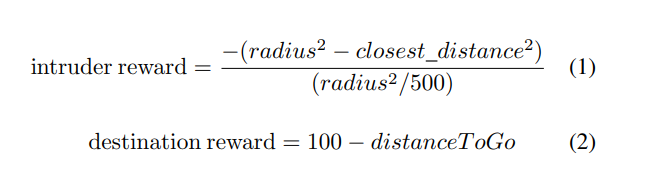 intruder reward = −(radius² − closest_distance²) / (radius²/500) (1)
destination reward = 100 − distanceToGo (2)